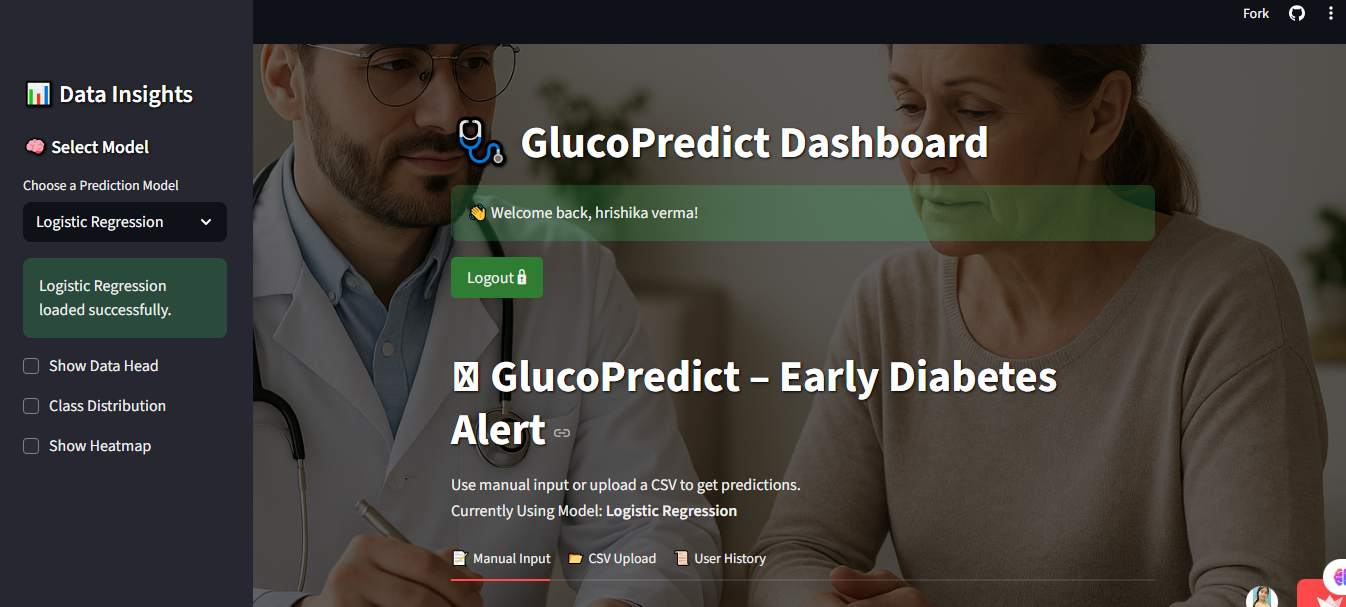 Fork
📊 Data Insights
🧠 Select Model
Choose a Prediction Model
Logistic Regression
Logistic Regression
loaded successfully.
Show Data Head
Class Distribution
Show Heatmap
🩺 GlucoPredict Dashboard
👋 Welcome back, hrishika verma!
Logout🔒
GlucoPredict – Early Diabetes
Alert
Use manual input or upload a CSV to get predictions.
Currently Using Model: Logistic Regression
📝 Manual Input 📂 CSV Upload 📜 User History